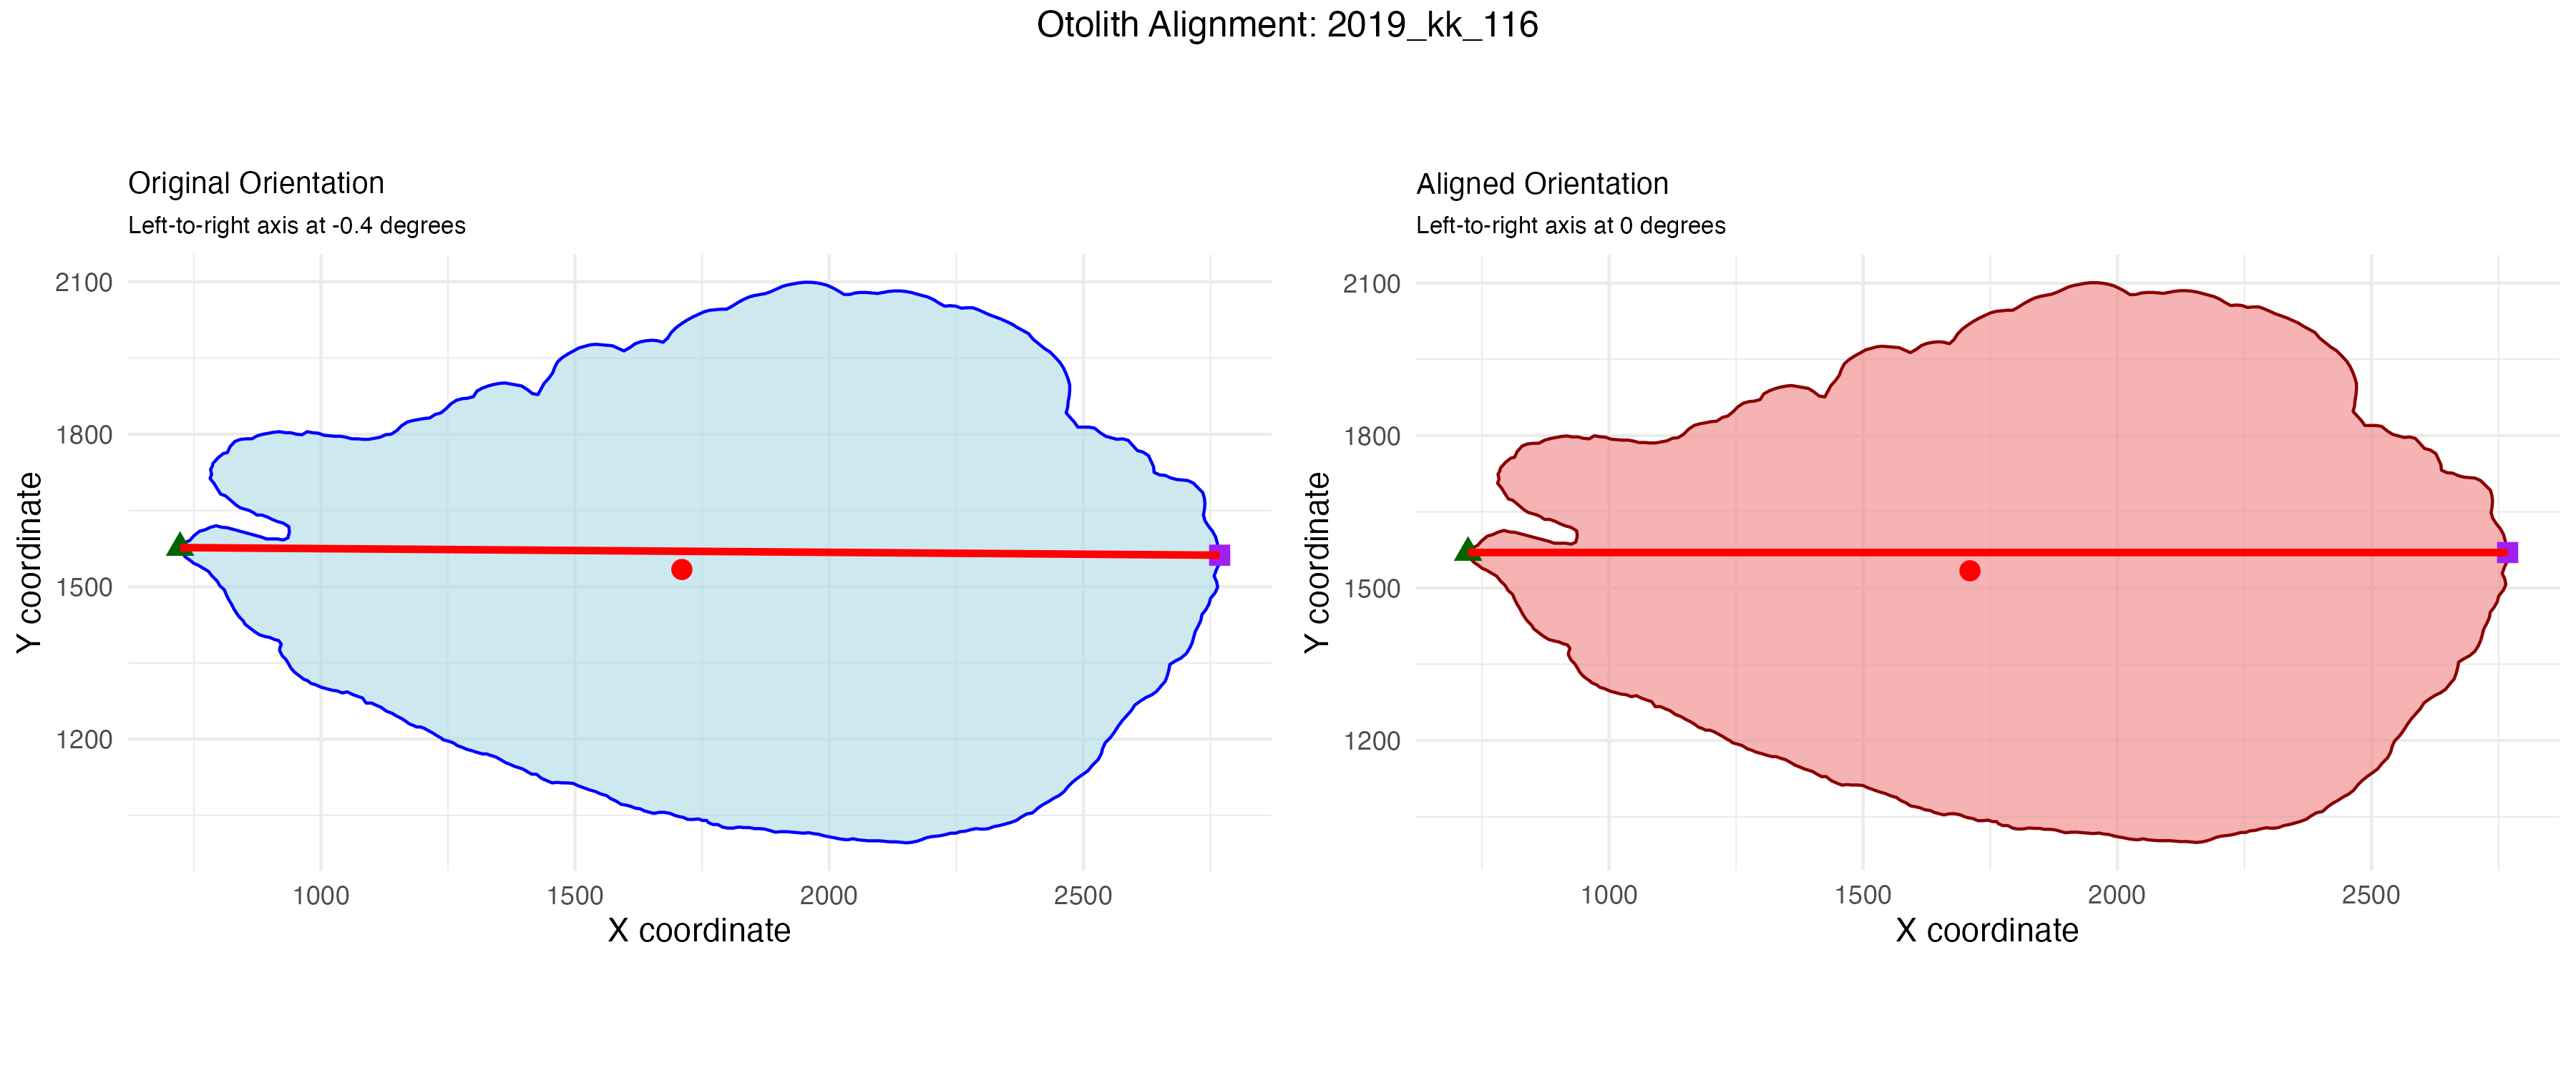 Otolith Alignment: 2019_kk_116
Original Orientation
Left-to-right axis at -0.4 degrees
2100
1800
1500
1200
Y coordinate
1000 1500 2000 2500
X coordinate
Aligned Orientation
Left-to-right axis at 0 degrees
2100
1800
1500
1200
Y coordinate
1000 1500 2000 2500
X coordinate